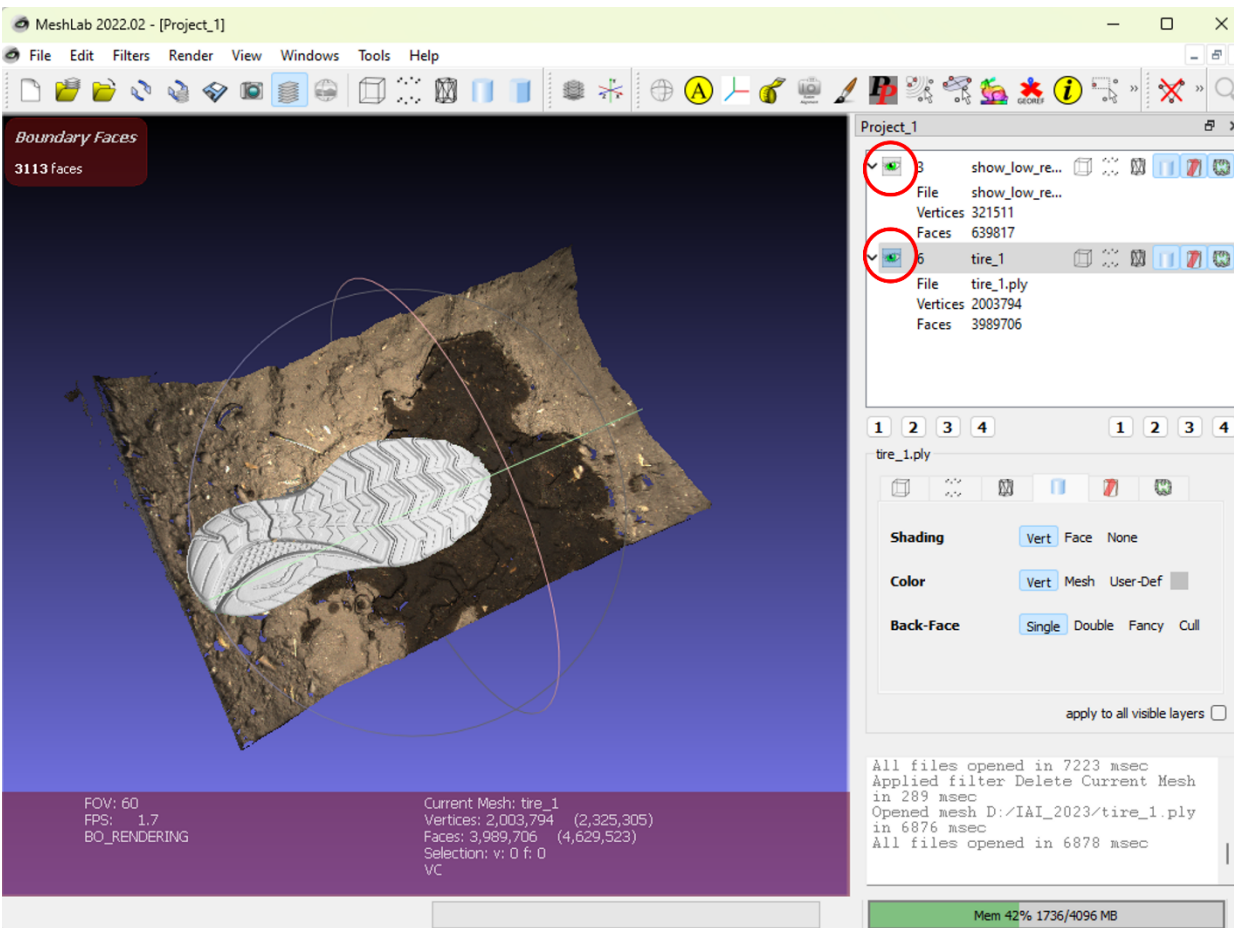 MeshLab 2022.02 - [Project_1]
File Edit Filters Render View Windows Tools Help
A PP GEOREF i » »
Boundary Faces
3113 faces
Project_1
3 show_low_re...
File show_low_re...
Vertices 321511
Faces 639817
6 tire_1
File tire_1.ply
Vertices 2003794
Faces 3989706
1 2 3 4 1 2 3 4
tire_1.ply
Shading Vert Face None
Color Vert Mesh User-Def
Back-Face Single Double Fancy Cull
apply to all visible layers
All files opened in 7223 msec
Applied filter Delete Current Mesh
in 289 msec
Opened mesh D:/IAI_2023/tire_1.ply
in 6876 msec
All files opened in 6878 msec
FOV: 60
FPS: 1.7
BO_RENDERING
Current Mesh: tire_1
Vertices: 2,003,794 (2,325,305)
Faces: 3,989,706 (4,629,523)
Selection: v: 0 f: 0
VC
Mem 42% 1736/4096 MB